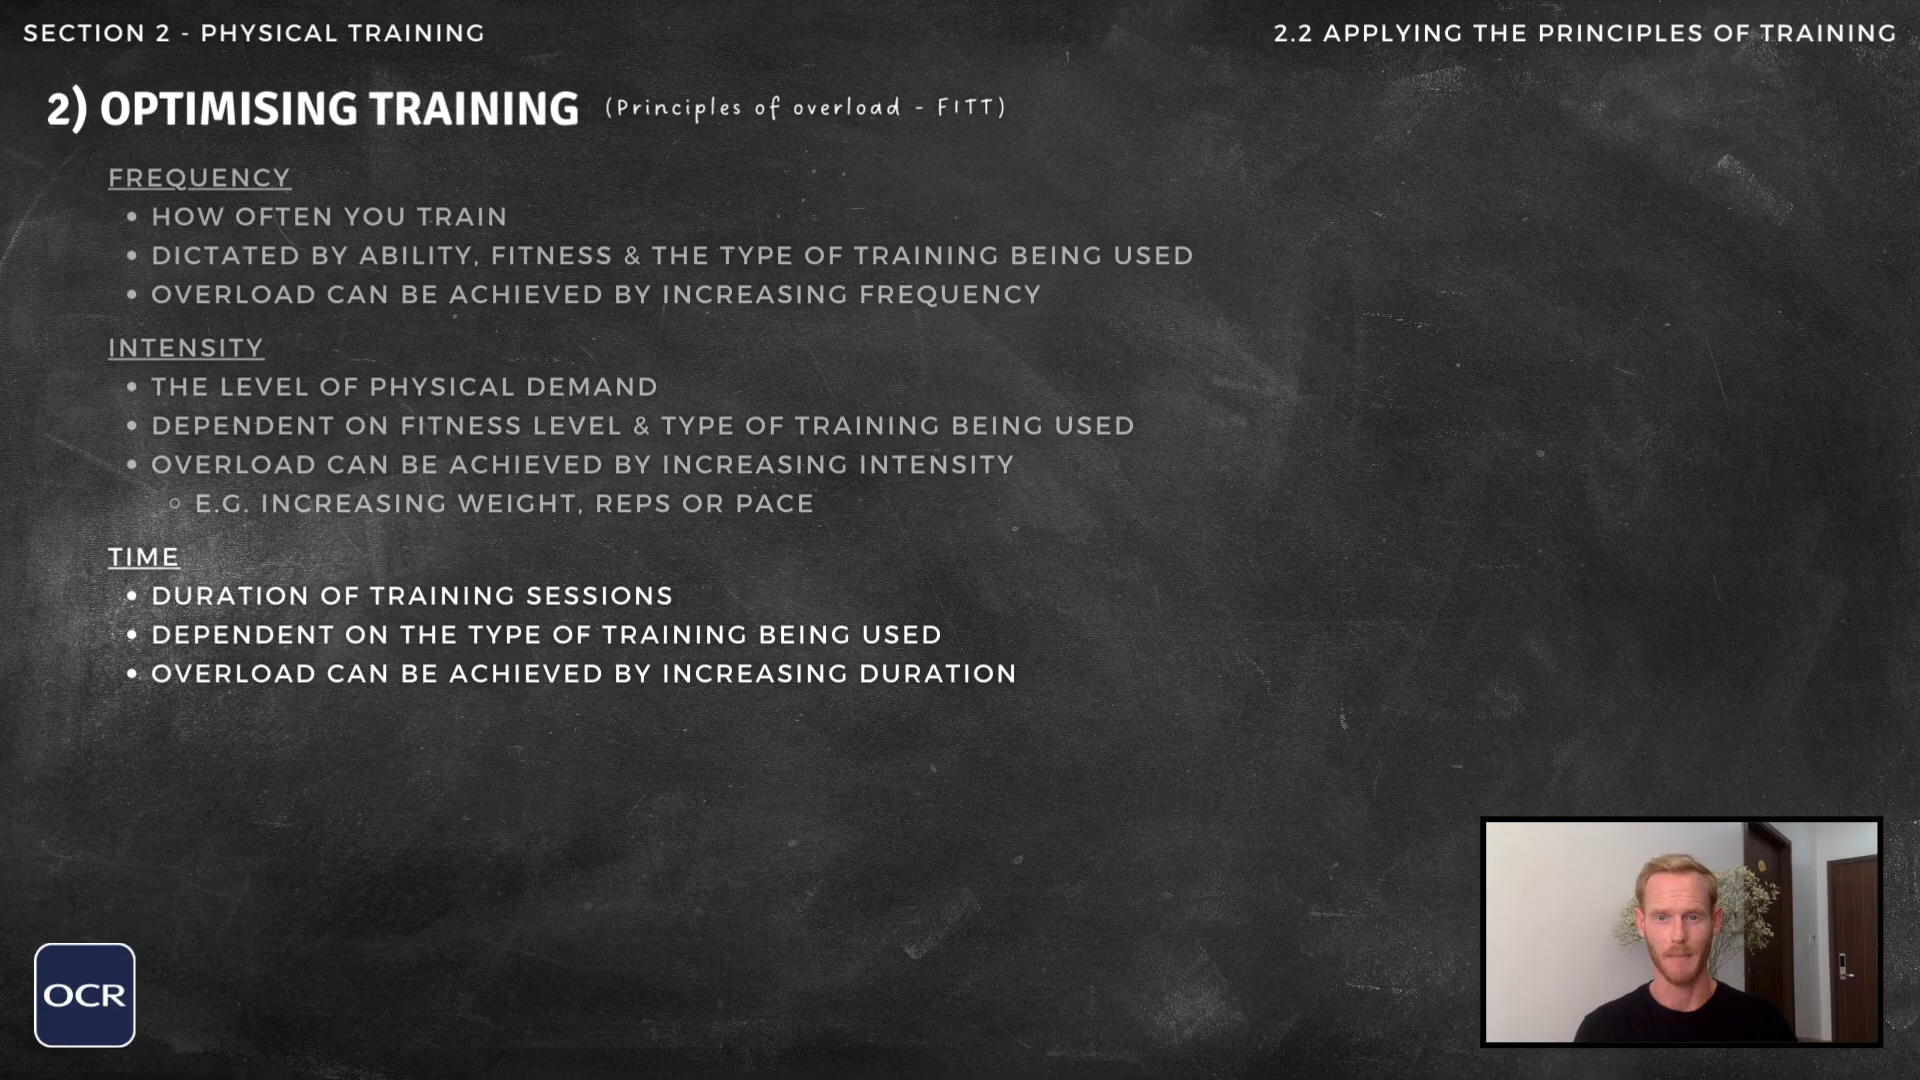 SECTION 2 - PHYSICAL TRAINING
2.2 APPLYING THE PRINCIPLES OF TRAINING
2) OPTIMISING TRAINING (Principles of overload - FITT)
FREQUENCY
• HOW OFTEN YOU TRAIN
• DICTATED BY ABILITY, FITNESS & THE TYPE OF TRAINING BEING USED
• OVERLOAD CAN BE ACHIEVED BY INCREASING FREQUENCY
INTENSITY
• THE LEVEL OF PHYSICAL DEMAND
• DEPENDENT ON FITNESS LEVEL & TYPE OF TRAINING BEING USED
• OVERLOAD CAN BE ACHIEVED BY INCREASING INTENSITY
◦ E.G. INCREASING WEIGHT, REPS OR PACE
TIME
• DURATION OF TRAINING SESSIONS
• DEPENDENT ON THE TYPE OF TRAINING BEING USED
• OVERLOAD CAN BE ACHIEVED BY INCREASING DURATION
OCR